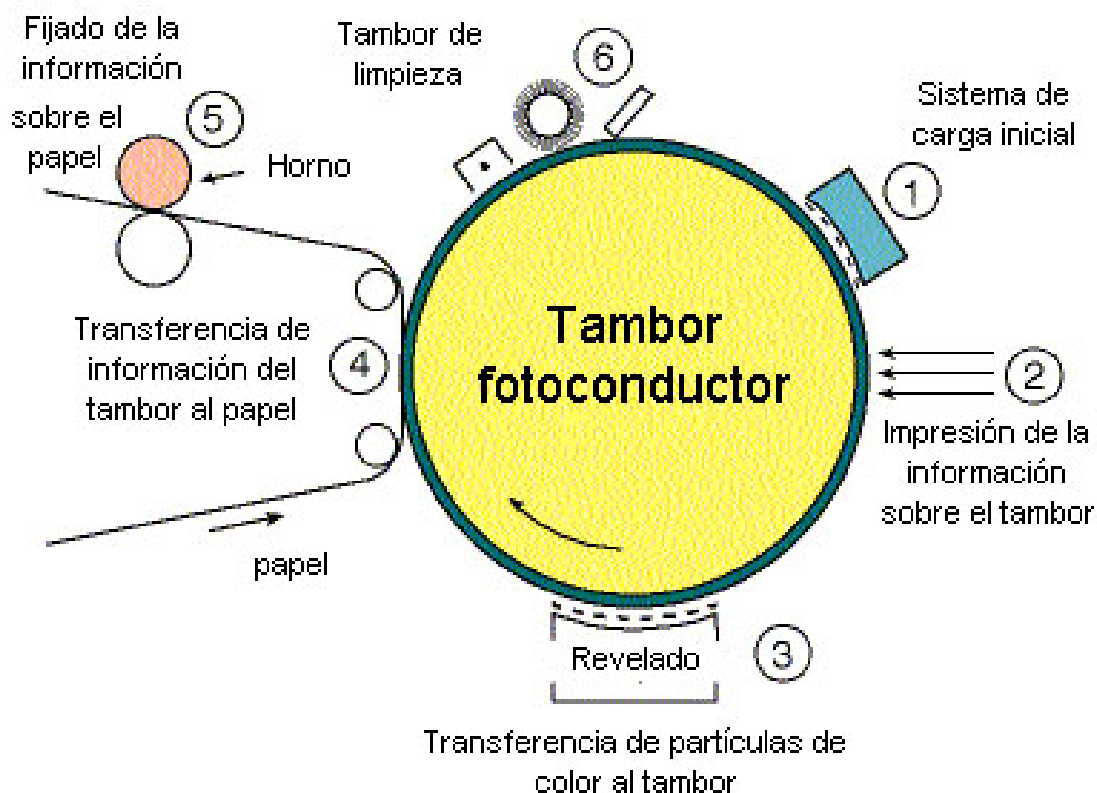 Fijado de la
información
sobre el
papel
5
Horno
Tambor de
limpieza
6
Sistema de
carga inicial
1
Tambor
fotoconductor
Transferencia de
información del
tambor al papel
4
2
Impresión de la
información
sobre el tambor
papel
Revelado
3
Transferencia de partículas de
color al tambor